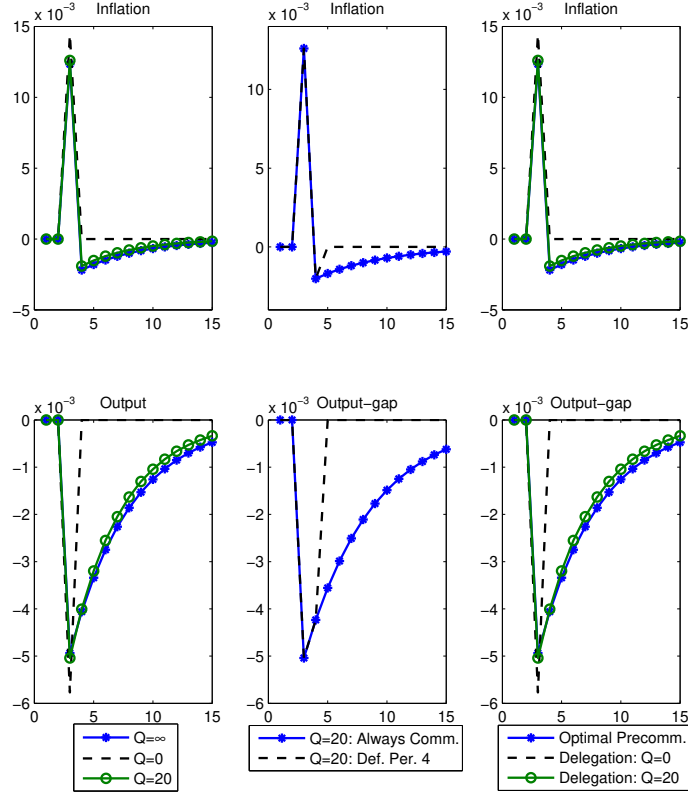 x 10⁻³ Inflation
15
10
5
0
−5
0 5 10 15
x 10⁻³ Inflation
10
5
0
0 5 10 15
x 10⁻³ Inflation
15
10
5
0
−5
0 5 10 15
x 10⁻³ Output
0
−1
−2
−3
−4
−5
−6
0 5 10 15
Q=∞
Q=0
Q=20
x 10⁻³ Output−gap
0
−1
−2
−3
−4
−5
−6
0 5 10 15
Q=20: Always Comm.
Q=20: Def. Per. 4
x 10⁻³ Output−gap
0
−1
−2
−3
−4
−5
−6
0 5 10 15
Optimal Precomm.
Delegation: Q=0
Delegation: Q=20